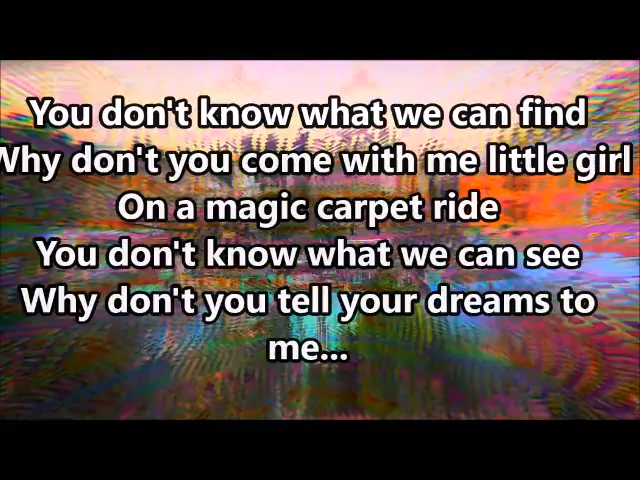 You don't know what we can find
Why don't you come with me little girl
On a magic carpet ride
You don't know what we can see
Why don't you tell your dreams to
me...